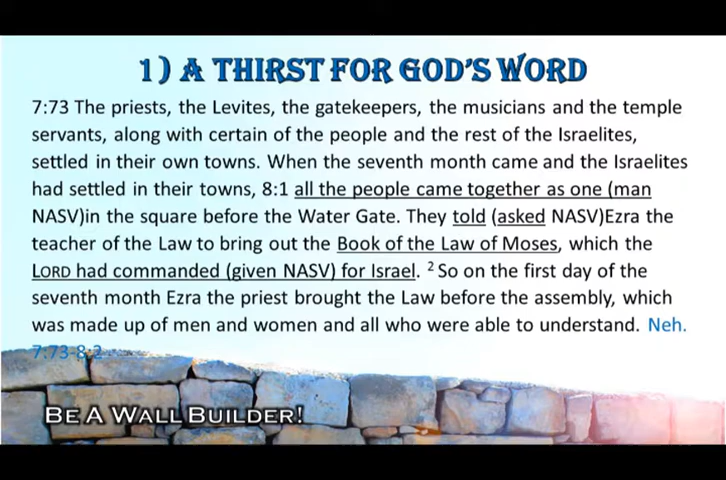 1) A THIRST FOR GOD'S WORD
7:73 The priests, the Levites, the gatekeepers, the musicians and the temple
servants, along with certain of the people and the rest of the Israelites,
settled in their own towns. When the seventh month came and the Israelites
had settled in their towns, 8:1 all the people came together as one (man
NASV)in the square before the Water Gate. They told (asked NASV)Ezra the
teacher of the Law to bring out the Book of the Law of Moses, which the
LORD had commanded (given NASV) for Israel. 2 So on the first day of the
seventh month Ezra the priest brought the Law before the assembly, which
was made up of men and women and all who were able to understand. Neh.
7:73-8:2
BE A WALL BUILDER!